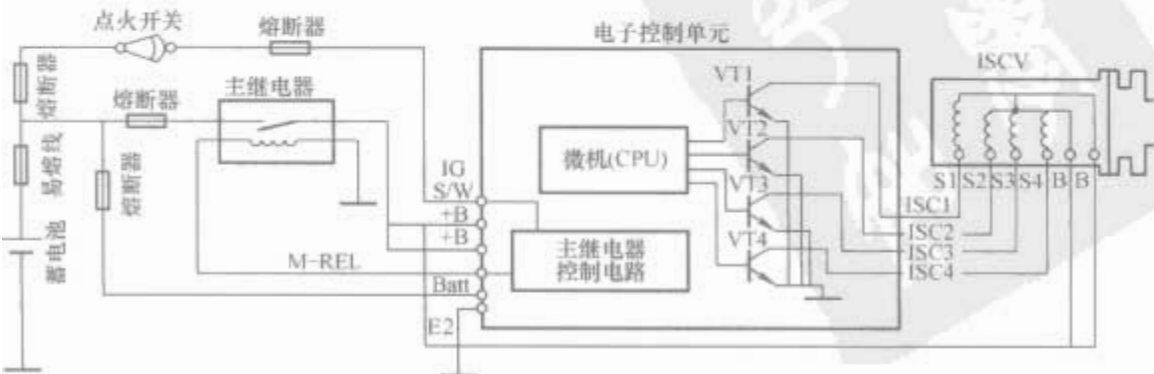 点火开关
熔断器
电子控制单元
ISCV
熔断器
熔断器
主继电器
VT1
VT2
VT3
VT4
微机(CPU)
易熔线
熔断器
蓄电池
IG
S/W
+B
+B
M-REL
Batt
E2
主继电器
控制电路
S1 S2 S3 S4 B B
ISC1
ISC2
ISC3
ISC4